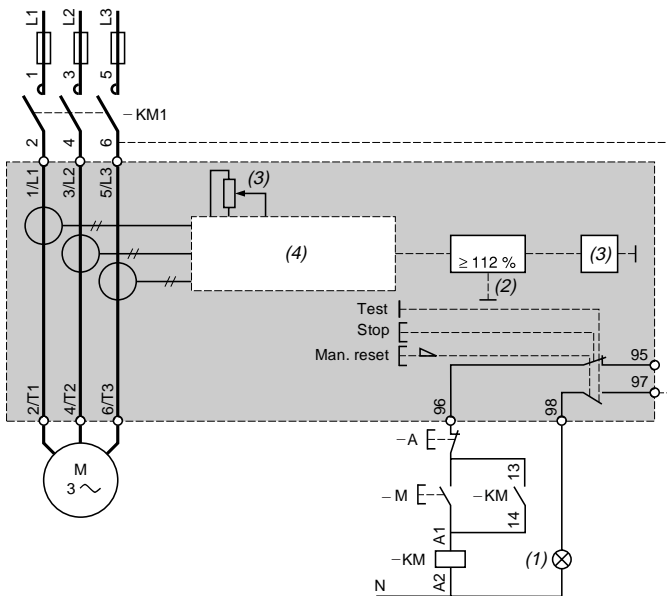 L1 L2 L3
1 3 5
–KM1
2 4 6
1/L1 3/L2 5/L3
(3)
(4)
≥ 112 %
(3)
(2)
Test
Stop
Man. reset
95
97
2/T1 4/T2 6/T3
96 98
–A
M
3
–M
–KM
13
14
A1
–KM
(1)
A2
N